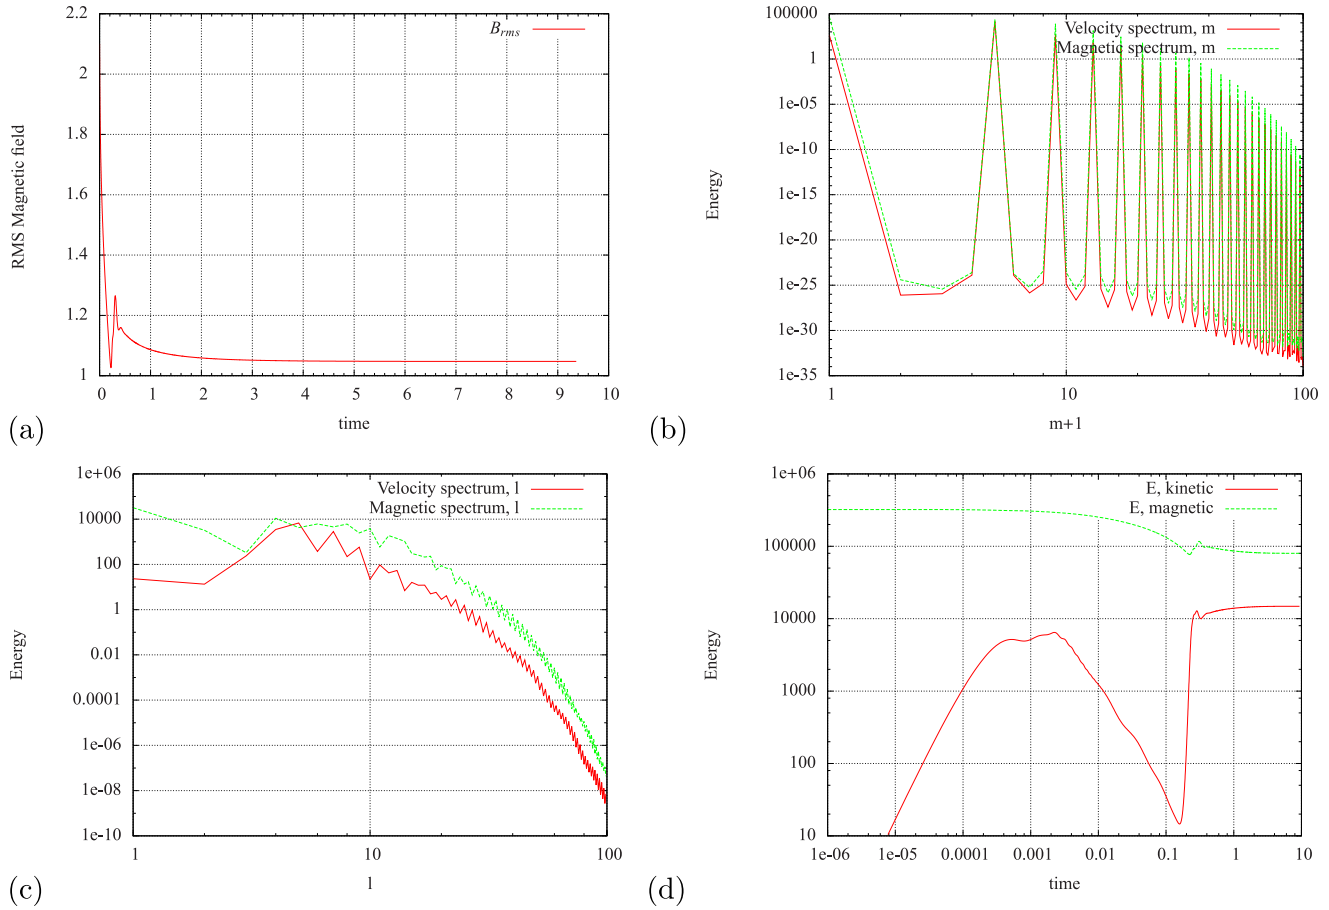 B_rms
2.2
2
1.8
1.6
1.4
1.2
1
0 1 2 3 4 5 6 7 8 9 10
RMS Magnetic field
time
(a)
Velocity spectrum, m
Magnetic spectrum, m
100000
1
1e-05
1e-10
1e-15
1e-20
1e-25
1e-30
1e-35
1 10 100
Energy
m+1
(b)
Velocity spectrum, l
Magnetic spectrum, l
1e+06
10000
100
1
0.01
0.0001
1e-06
1e-08
1e-10
1 10 100
Energy
l
(c)
E, kinetic
E, magnetic
1e+06
100000
10000
1000
100
10
1e-06 1e-05 0.0001 0.001 0.01 0.1 1 10
Energy
time
(d)